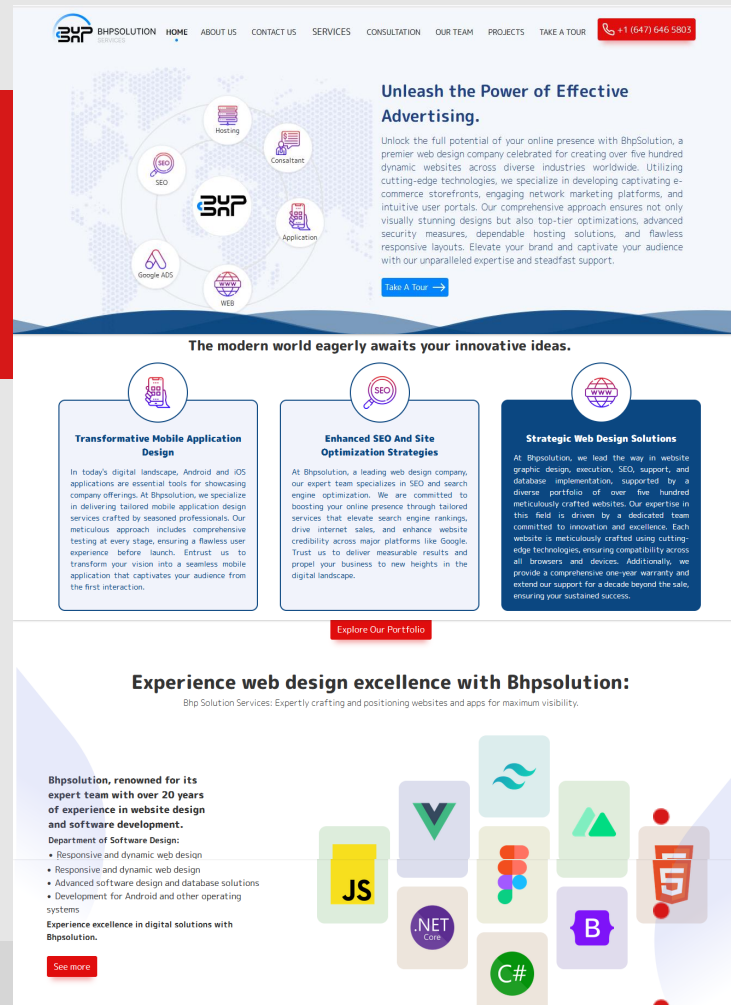 BHPSOLUTION
SERVICES
HOME
ABOUT US
CONTACT US
SERVICES
CONSULTATION
OUR TEAM
PROJECTS
TAKE A TOUR
+1 (647) 646 5803
Hosting
Consaltant
SEO
SEO
Application
Google ADS
WWW
WEB
Unleash the Power of Effective
Advertising.
Unlock the full potential of your online presence with BhpSolution, a
premier web design company celebrated for creating over five hundred
dynamic websites across diverse industries worldwide. Utilizing
cutting-edge technologies, we specialize in developing captivating e-
commerce storefronts, engaging network marketing platforms, and
intuitive user portals. Our comprehensive approach ensures not only
visually stunning designs but also top-tier optimizations, advanced
security measures, dependable hosting solutions, and flawless
responsive layouts. Elevate your brand and captivate your audience
with our unparalleled expertise and steadfast support.
Take A Tour
The modern world eagerly awaits your innovative ideas.
Transformative Mobile Application
Design
In today's digital landscape, Android and iOS
applications are essential tools for showcasing
company offerings. At Bhpsolution, we specialize
in delivering tailored mobile application design
services crafted by seasoned professionals. Our
meticulous approach includes comprehensive
testing at every stage, ensuring a flawless user
experience before launch. Entrust us to
transform your vision into a seamless mobile
application that captivates your audience from
the first interaction.
SEO
Enhanced SEO And Site
Optimization Strategies
At Bhpsolution, a leading web design company,
our expert team specializes in SEO and search
engine optimization. We are committed to
boosting your online presence through tailored
services that elevate search engine rankings,
drive internet sales, and enhance website
credibility across major platforms like Google.
Trust us to deliver measurable results and
propel your business to new heights in the
digital landscape.
WWW
Strategic Web Design Solutions
At Bhpsolution, we lead the way in website
graphic design, execution, SEO, support, and
database implementation, supported by a
diverse portfolio of over five hundred
meticulously crafted websites. Our expertise in
this field is driven by a dedicated team
committed to innovation and excellence. Each
website is meticulously crafted using cutting-
edge technologies, ensuring compatibility across
all browsers and devices. Additionally, we
provide a comprehensive one-year warranty and
extend our support for a decade beyond the sale,
ensuring your sustained success.
Explore Our Portfolio
Experience web design excellence with Bhpsolution:
Bhp Solution Services: Expertly crafting and positioning websites and apps for maximum visibility.
Bhpsolution, renowned for its
expert team with over 20 years
of experience in website design
and software development.
Department of Software Design:
• Responsive and dynamic web design
• Responsive and dynamic web design
• Advanced software design and database solutions
• Development for Android and other operating
systems
Experience excellence in digital solutions with
Bhpsolution.
See more
JS
5
.NET
Core
B
C#